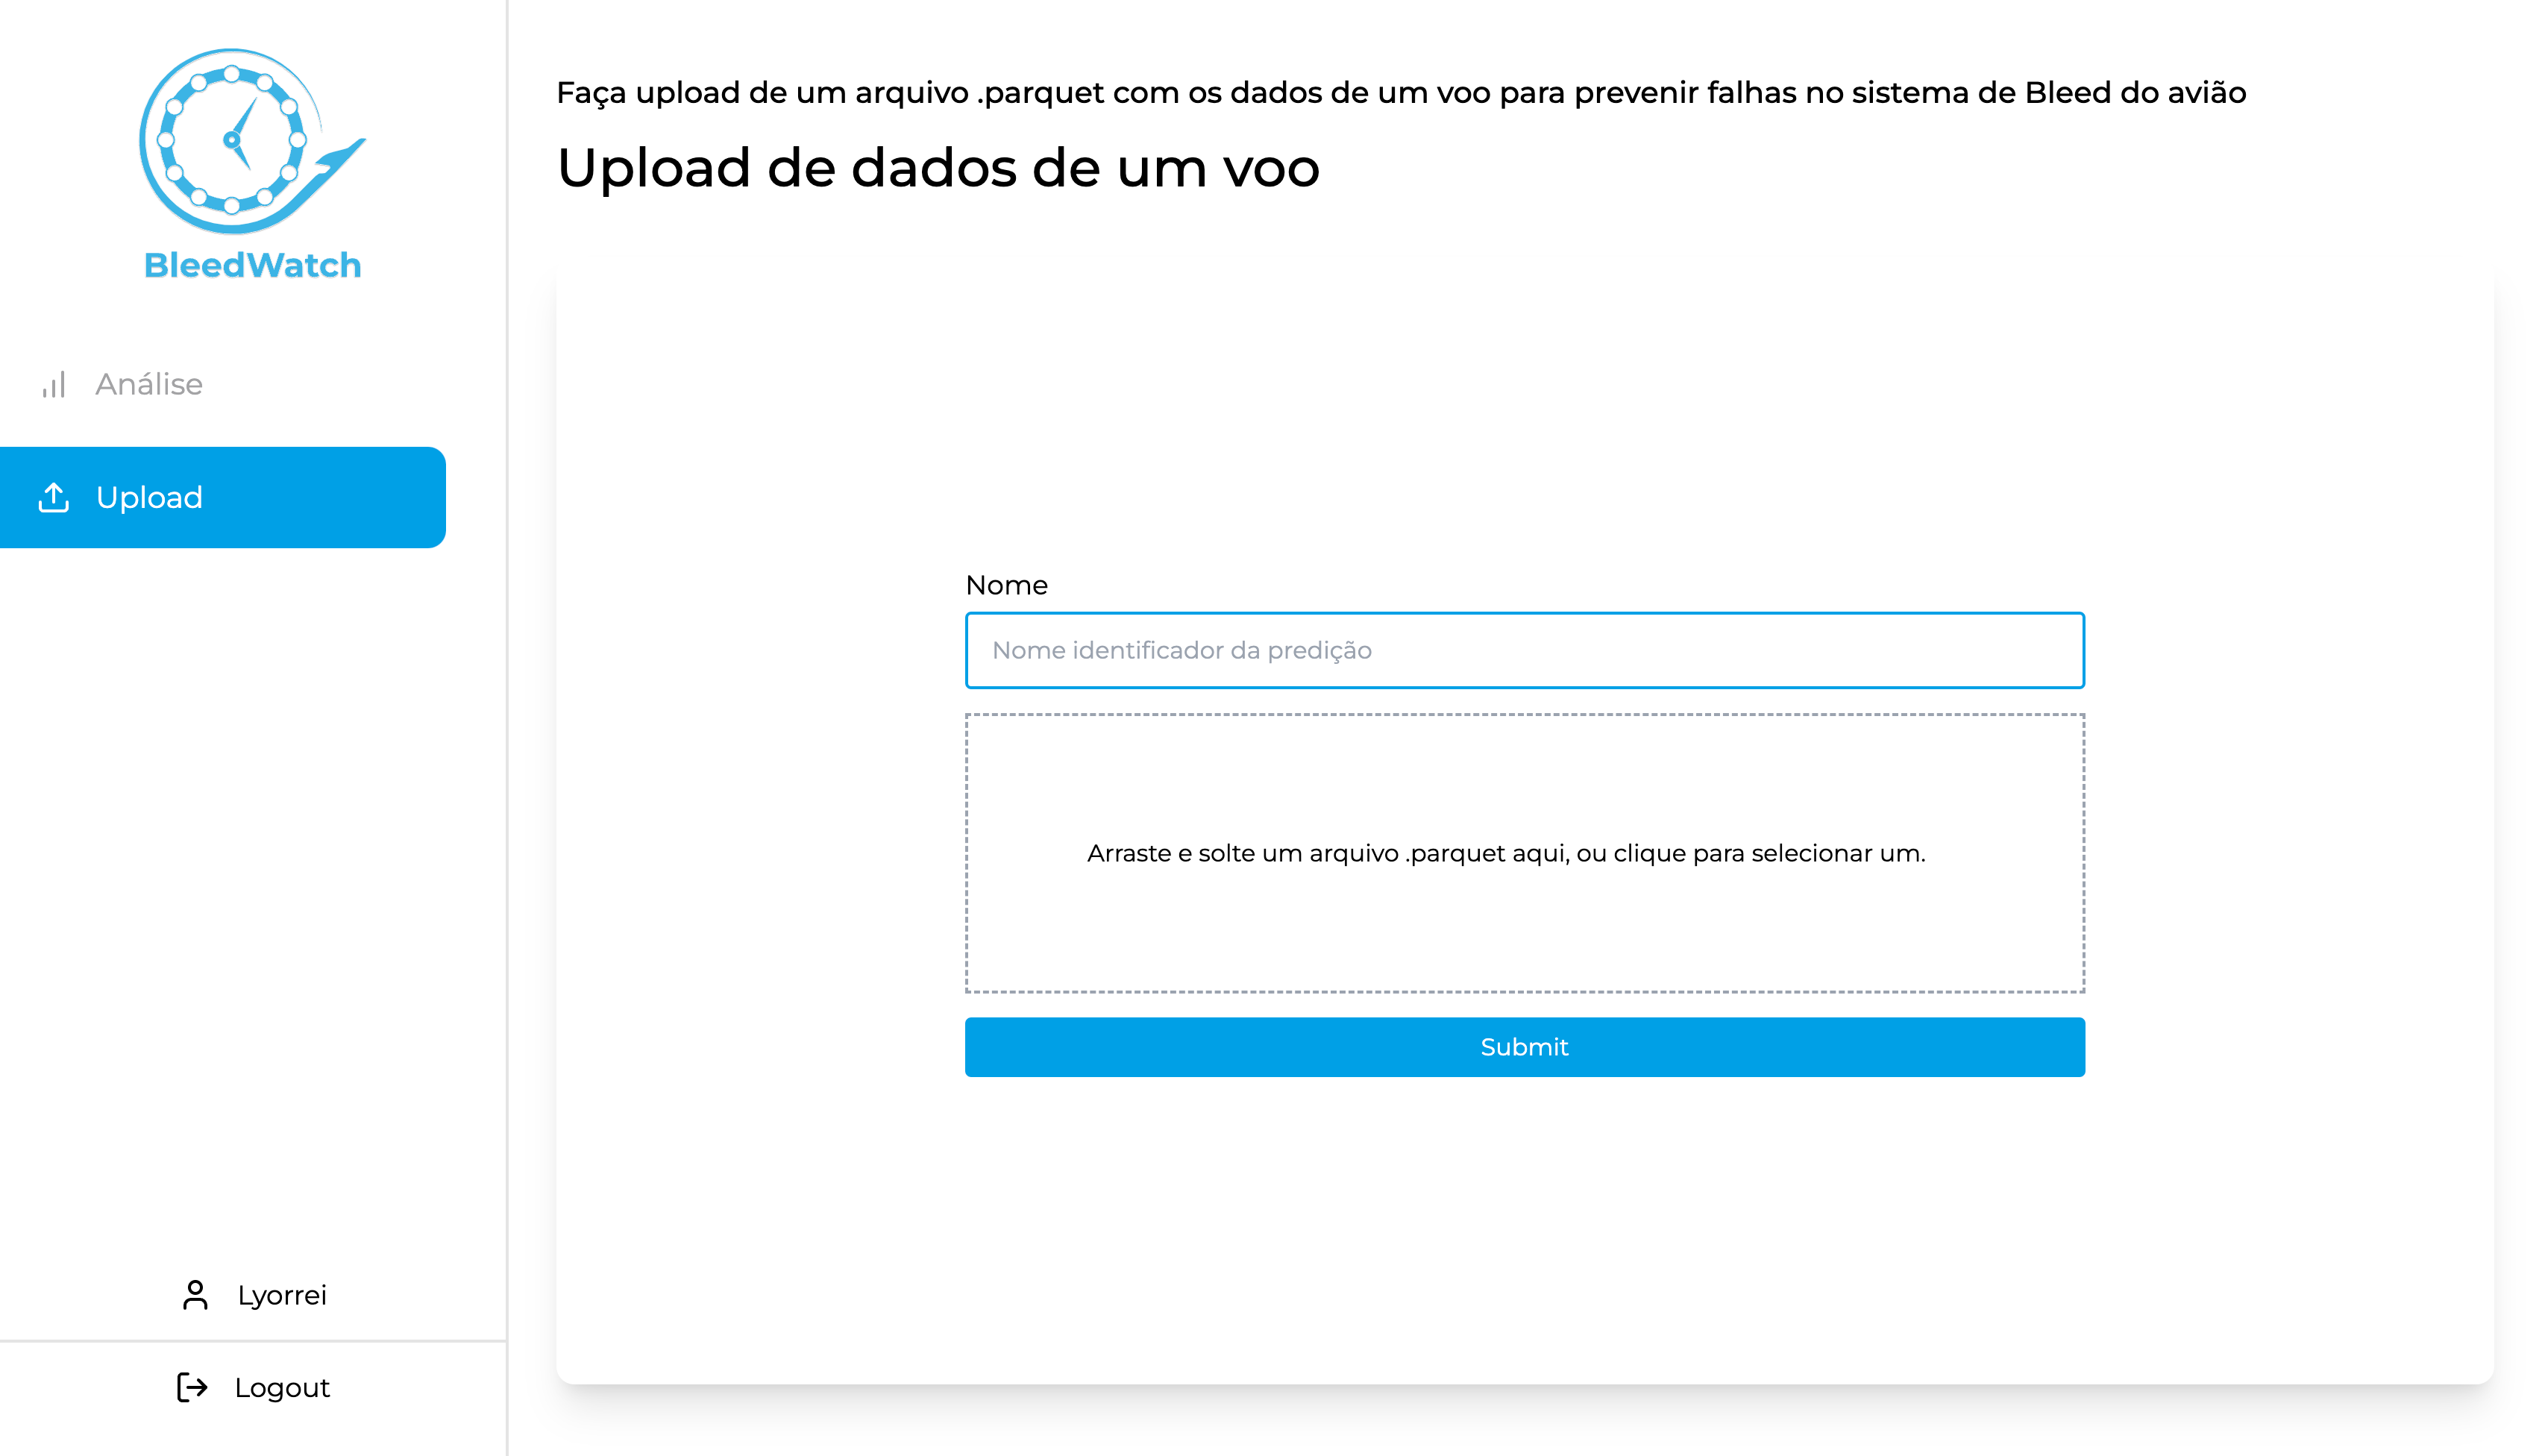 BleedWatch
Análise
Upload
Lyorrei
Logout
Faça upload de um arquivo .parquet com os dados de um voo para prevenir falhas no sistema de Bleed do avião
Upload de dados de um voo
Nome
Nome identificador da predição
Arraste e solte um arquivo .parquet aqui, ou clique para selecionar um.
Submit